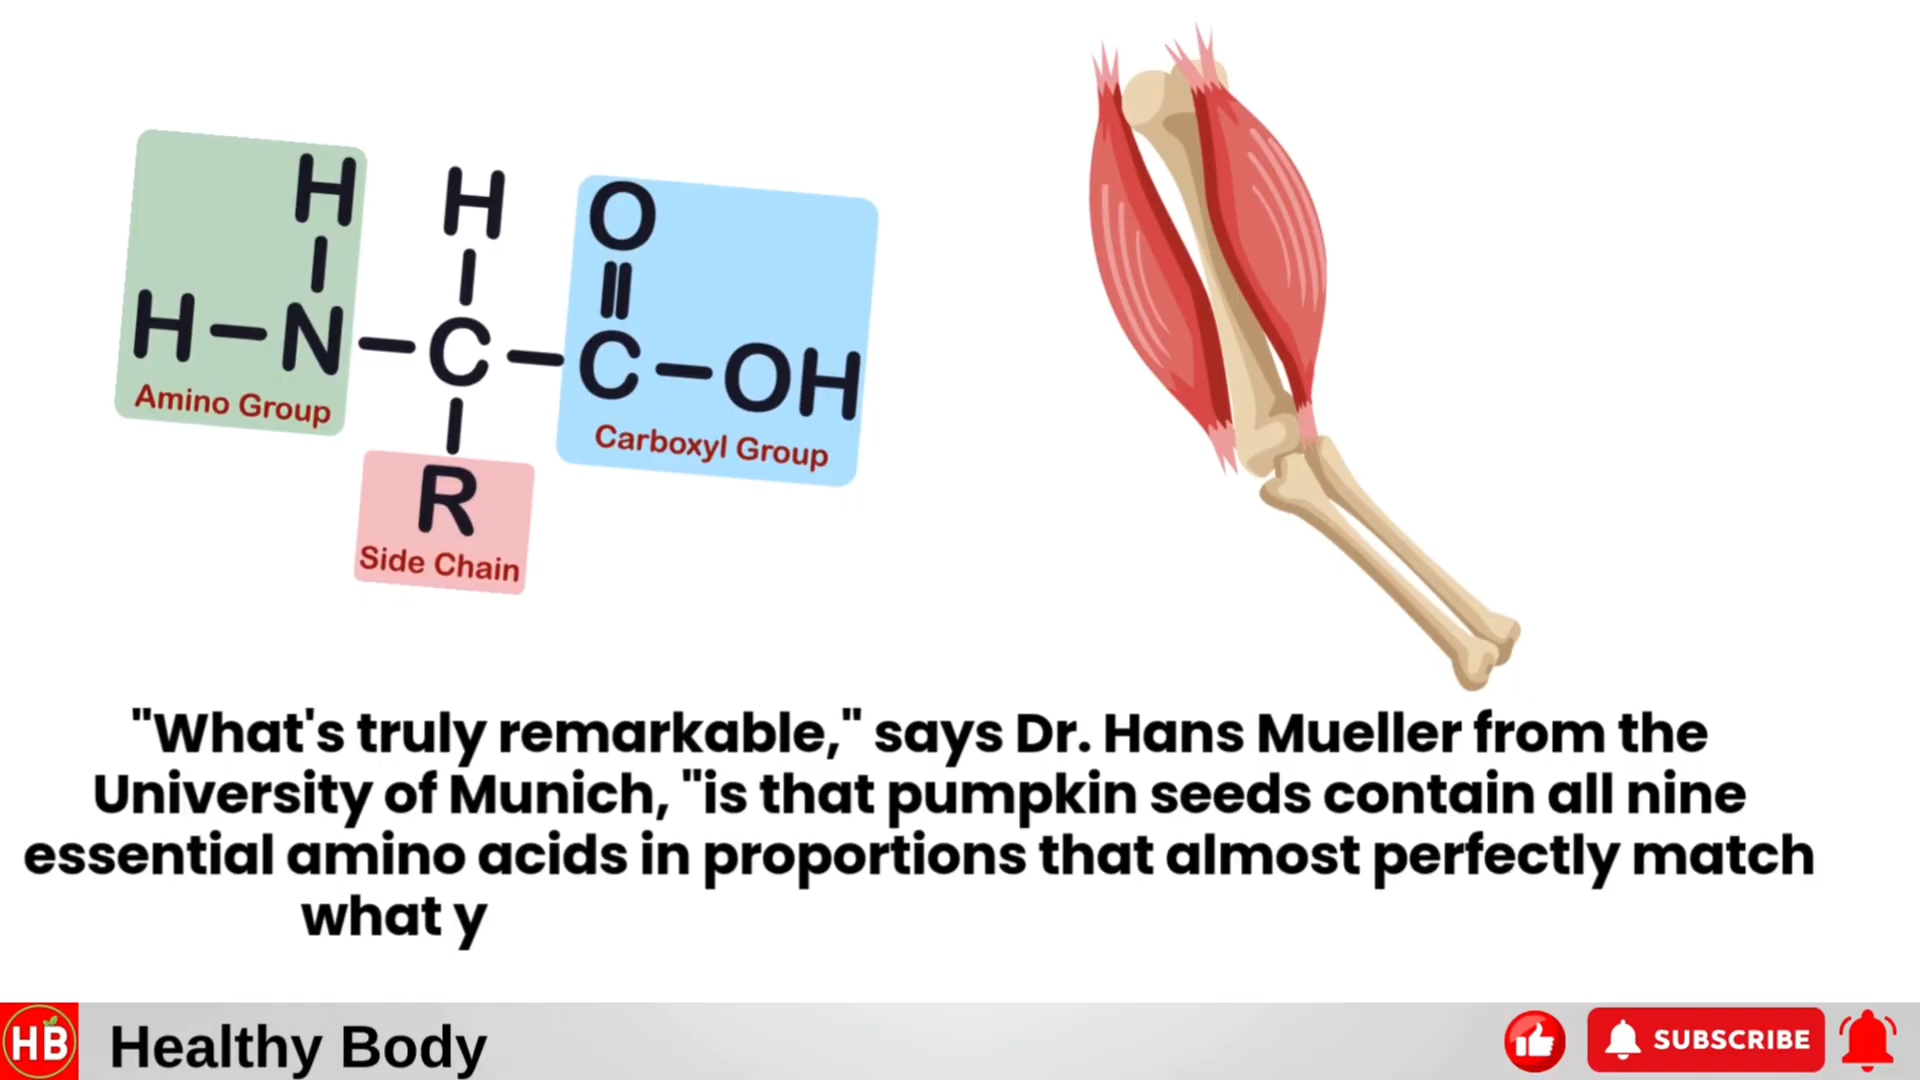 H
H
O
H–N–C–C–OH
Amino Group
Carboxyl Group
R
Side Chain
"What's truly remarkable," says Dr. Hans Mueller from the
University of Munich, "is that pumpkin seeds contain all nine
essential amino acids in proportions that almost perfectly match
what y
HB
Healthy Body
SUBSCRIBE